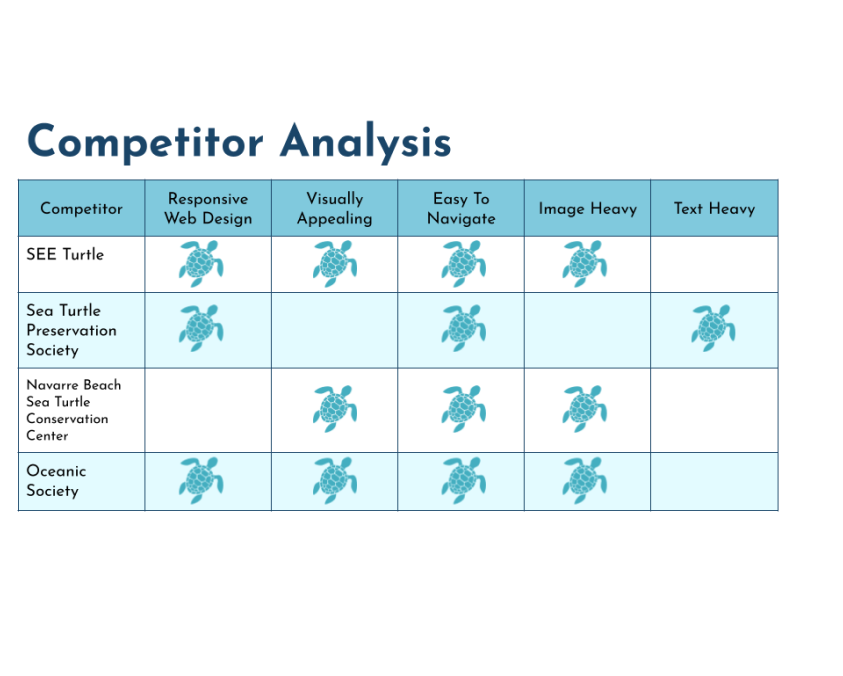 Competitor Analysis
Competitor
Responsive
Web Design
Visually
Appealing
Easy To
Navigate
Image Heavy
Text Heavy
SEE Turtle
Sea Turtle
Preservation
Society
Navarre Beach
Sea Turtle
Conservation
Center
Oceanic
Society